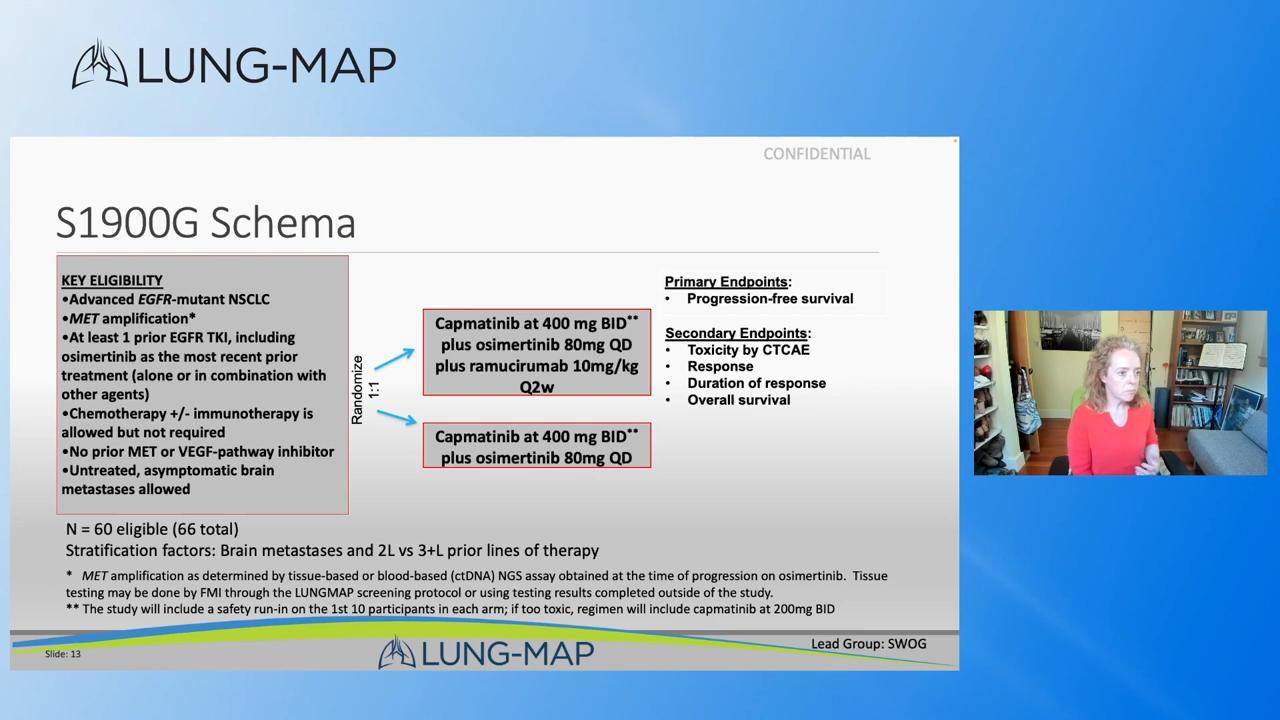 LUNG-MAP
CONFIDENTIAL
S1900G Schema
KEY ELIGIBILITY
•Advanced EGFR-mutant NSCLC
•MET amplification*
•At least 1 prior EGFR TKI, including
osimertinib as the most recent prior
treatment (alone or in combination with
other agents)
•Chemotherapy +/- immunotherapy is
allowed but not required
•No prior MET or VEGF-pathway inhibitor
•Untreated, asymptomatic brain
metastases allowed
Randomize
1:1
Capmatinib at 400 mg BID**
plus osimertinib 80mg QD
plus ramucirumab 10mg/kg
Q2w
Capmatinib at 400 mg BID**
plus osimertinib 80mg QD
Primary Endpoints:
• Progression-free survival
Secondary Endpoints:
• Toxicity by CTCAE
• Response
• Duration of response
• Overall survival
N = 60 eligible (66 total)
Stratification factors: Brain metastases and 2L vs 3+L prior lines of therapy
* MET amplification as determined by tissue-based or blood-based (ctDNA) NGS assay obtained at the time of progression on osimertinib. Tissue
testing may be done by FMI through the LUNGMAP screening protocol or using testing results completed outside of the study.
** The study will include a safety run-in on the 1st 10 participants in each arm; if too toxic, regimen will include capmatinib at 200mg BID
Slide: 13
LUNG-MAP
Lead Group: SWOG